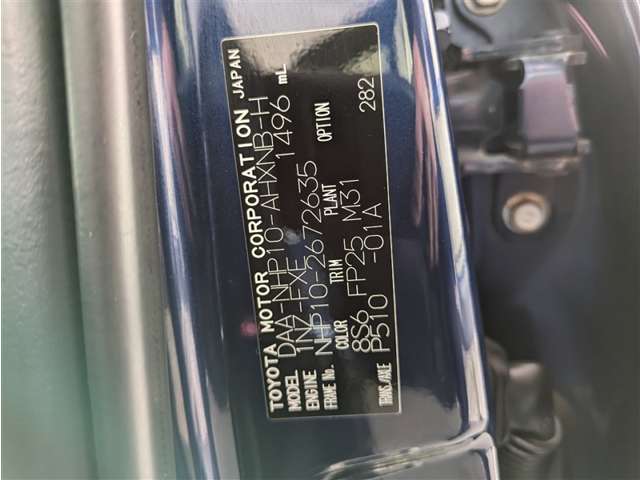 TOYOTA MOTOR CORPORATION JAPAN
MODEL DAA-NHP10-AHXNB-H
ENGINE 1NZ-FXE 1496 mL
FRAME No. NHP10-2672635
COLOR TRIM PLANT OPTION
8S6 FP25 M31 282
TRANS./AXLE P510 -01A